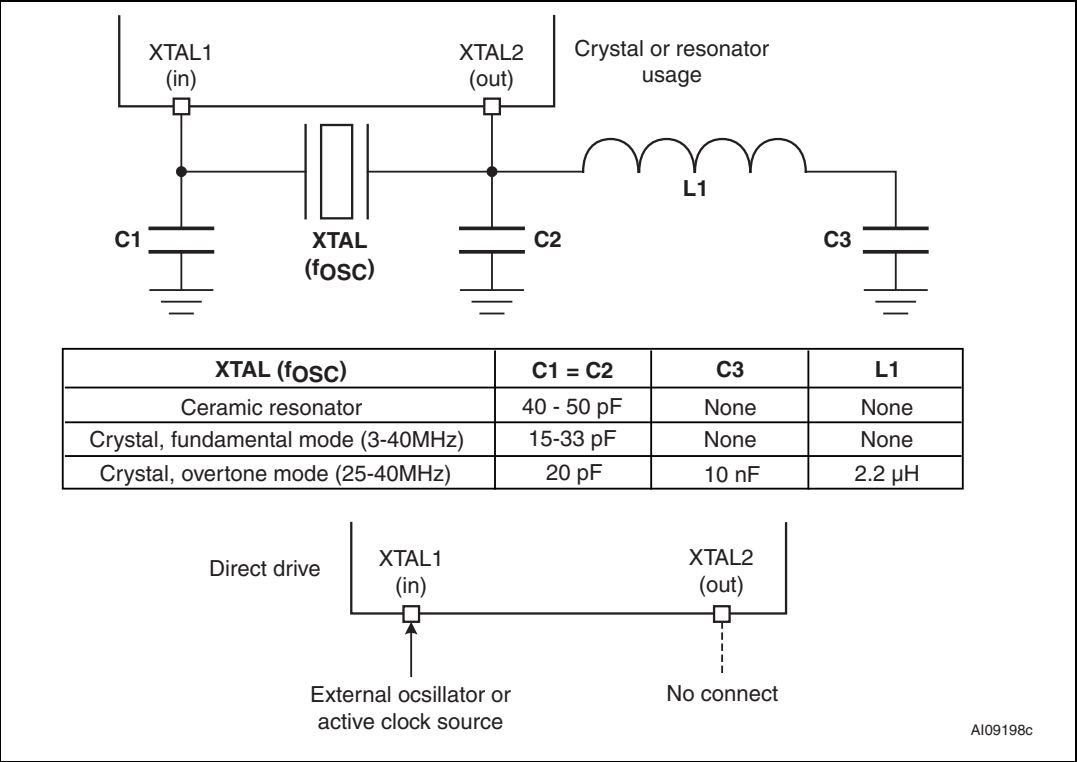 XTAL1
(in)
XTAL2
(out)
Crystal or resonator
usage
L1
C1
XTAL
(fOSC)
C2
C3
XTAL (fOSC) C1 = C2 C3 L1
Ceramic resonator 40 - 50 pF None None
Crystal, fundamental mode (3-40MHz) 15-33 pF None None
Crystal, overtone mode (25-40MHz) 20 pF 10 nF 2.2 µH
Direct drive
XTAL1
(in)
XTAL2
(out)
External ocsillator or
active clock source
No connect
AI09198c